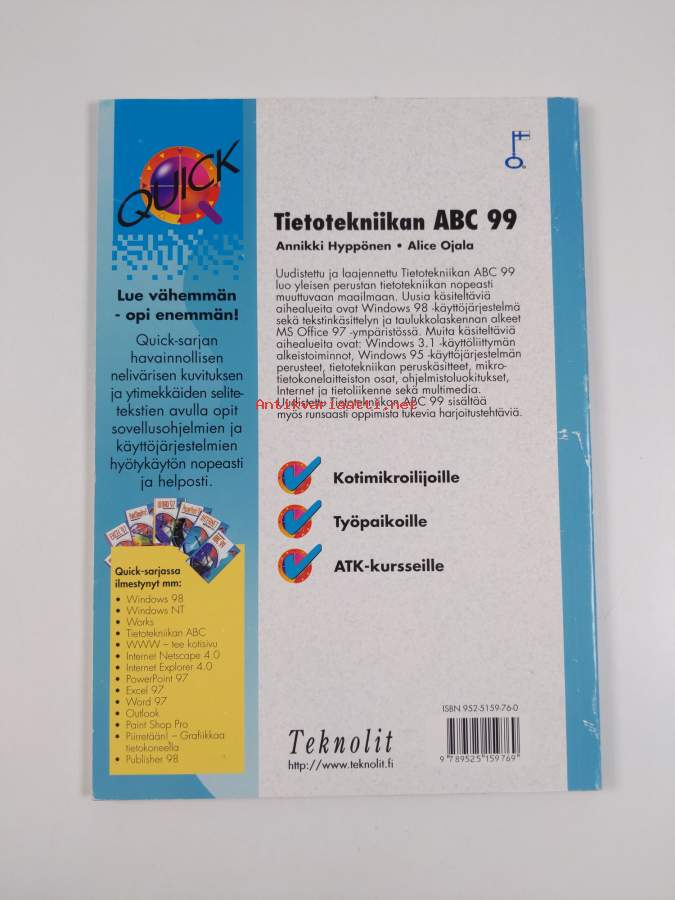 QUICK
Lue vähemmän
- opi enemmän!
Quick-sarjan
havainnollisen
nelivärisen kuvituksen
ja ytimekkäiden selite-
tekstien avulla opit
sovellusohjelmien ja
käyttöjärjestelmien
hyötykäytön nopeasti
ja helposti.
Quick-sarjassa
ilmestynyt mm:
• Windows 98
• Windows NT
• Works
• Tietotekniikan ABC
• WWW – tee kotisivu
• Internet Netscape 4.0
• Internet Explorer 4.0
• PowerPoint 97
• Excel 97
• Word 97
• Outlook
• Paint Shop Pro
• Piirretään! – Grafiikkaa
tietokoneella
• Publisher 98
Tietotekniikan ABC 99
Annikki Hyppönen • Alice Ojala
Uudistettu ja laajennettu Tietotekniikan ABC 99
luo yleisen perustan tietotekniikan nopeasti
muuttuvaan maailmaan. Uusia käsiteltäviä
aihealueita ovat Windows 98 -käyttöjärjestelmä
sekä tekstinkäsittelyn ja taulukkolaskennan alkeet
MS Office 97 -ympäristössä. Muita käsiteltäviä
aihealueita ovat: Windows 3.1 -käyttöliittymän
alkeistoiminnot, Windows 95 -käyttöjärjestelmän
perusteet, tietotekniikan peruskäsitteet, mikro-
tietokonelaitteiston osat, ohjelmistoluokitukset,
Internet ja tietoliikenne sekä multimedia.
Uudistettu Tietotekniikan ABC 99 sisältää
myös runsaasti oppimista tukevia harjoitustehtäviä.
Antikvariaatti.net
Kotimikroilijoille
Työpaikoille
ATK-kursseille
Teknolit
http://www.teknolit.fi
ISBN 952-5159-76-0
9 789525 159769